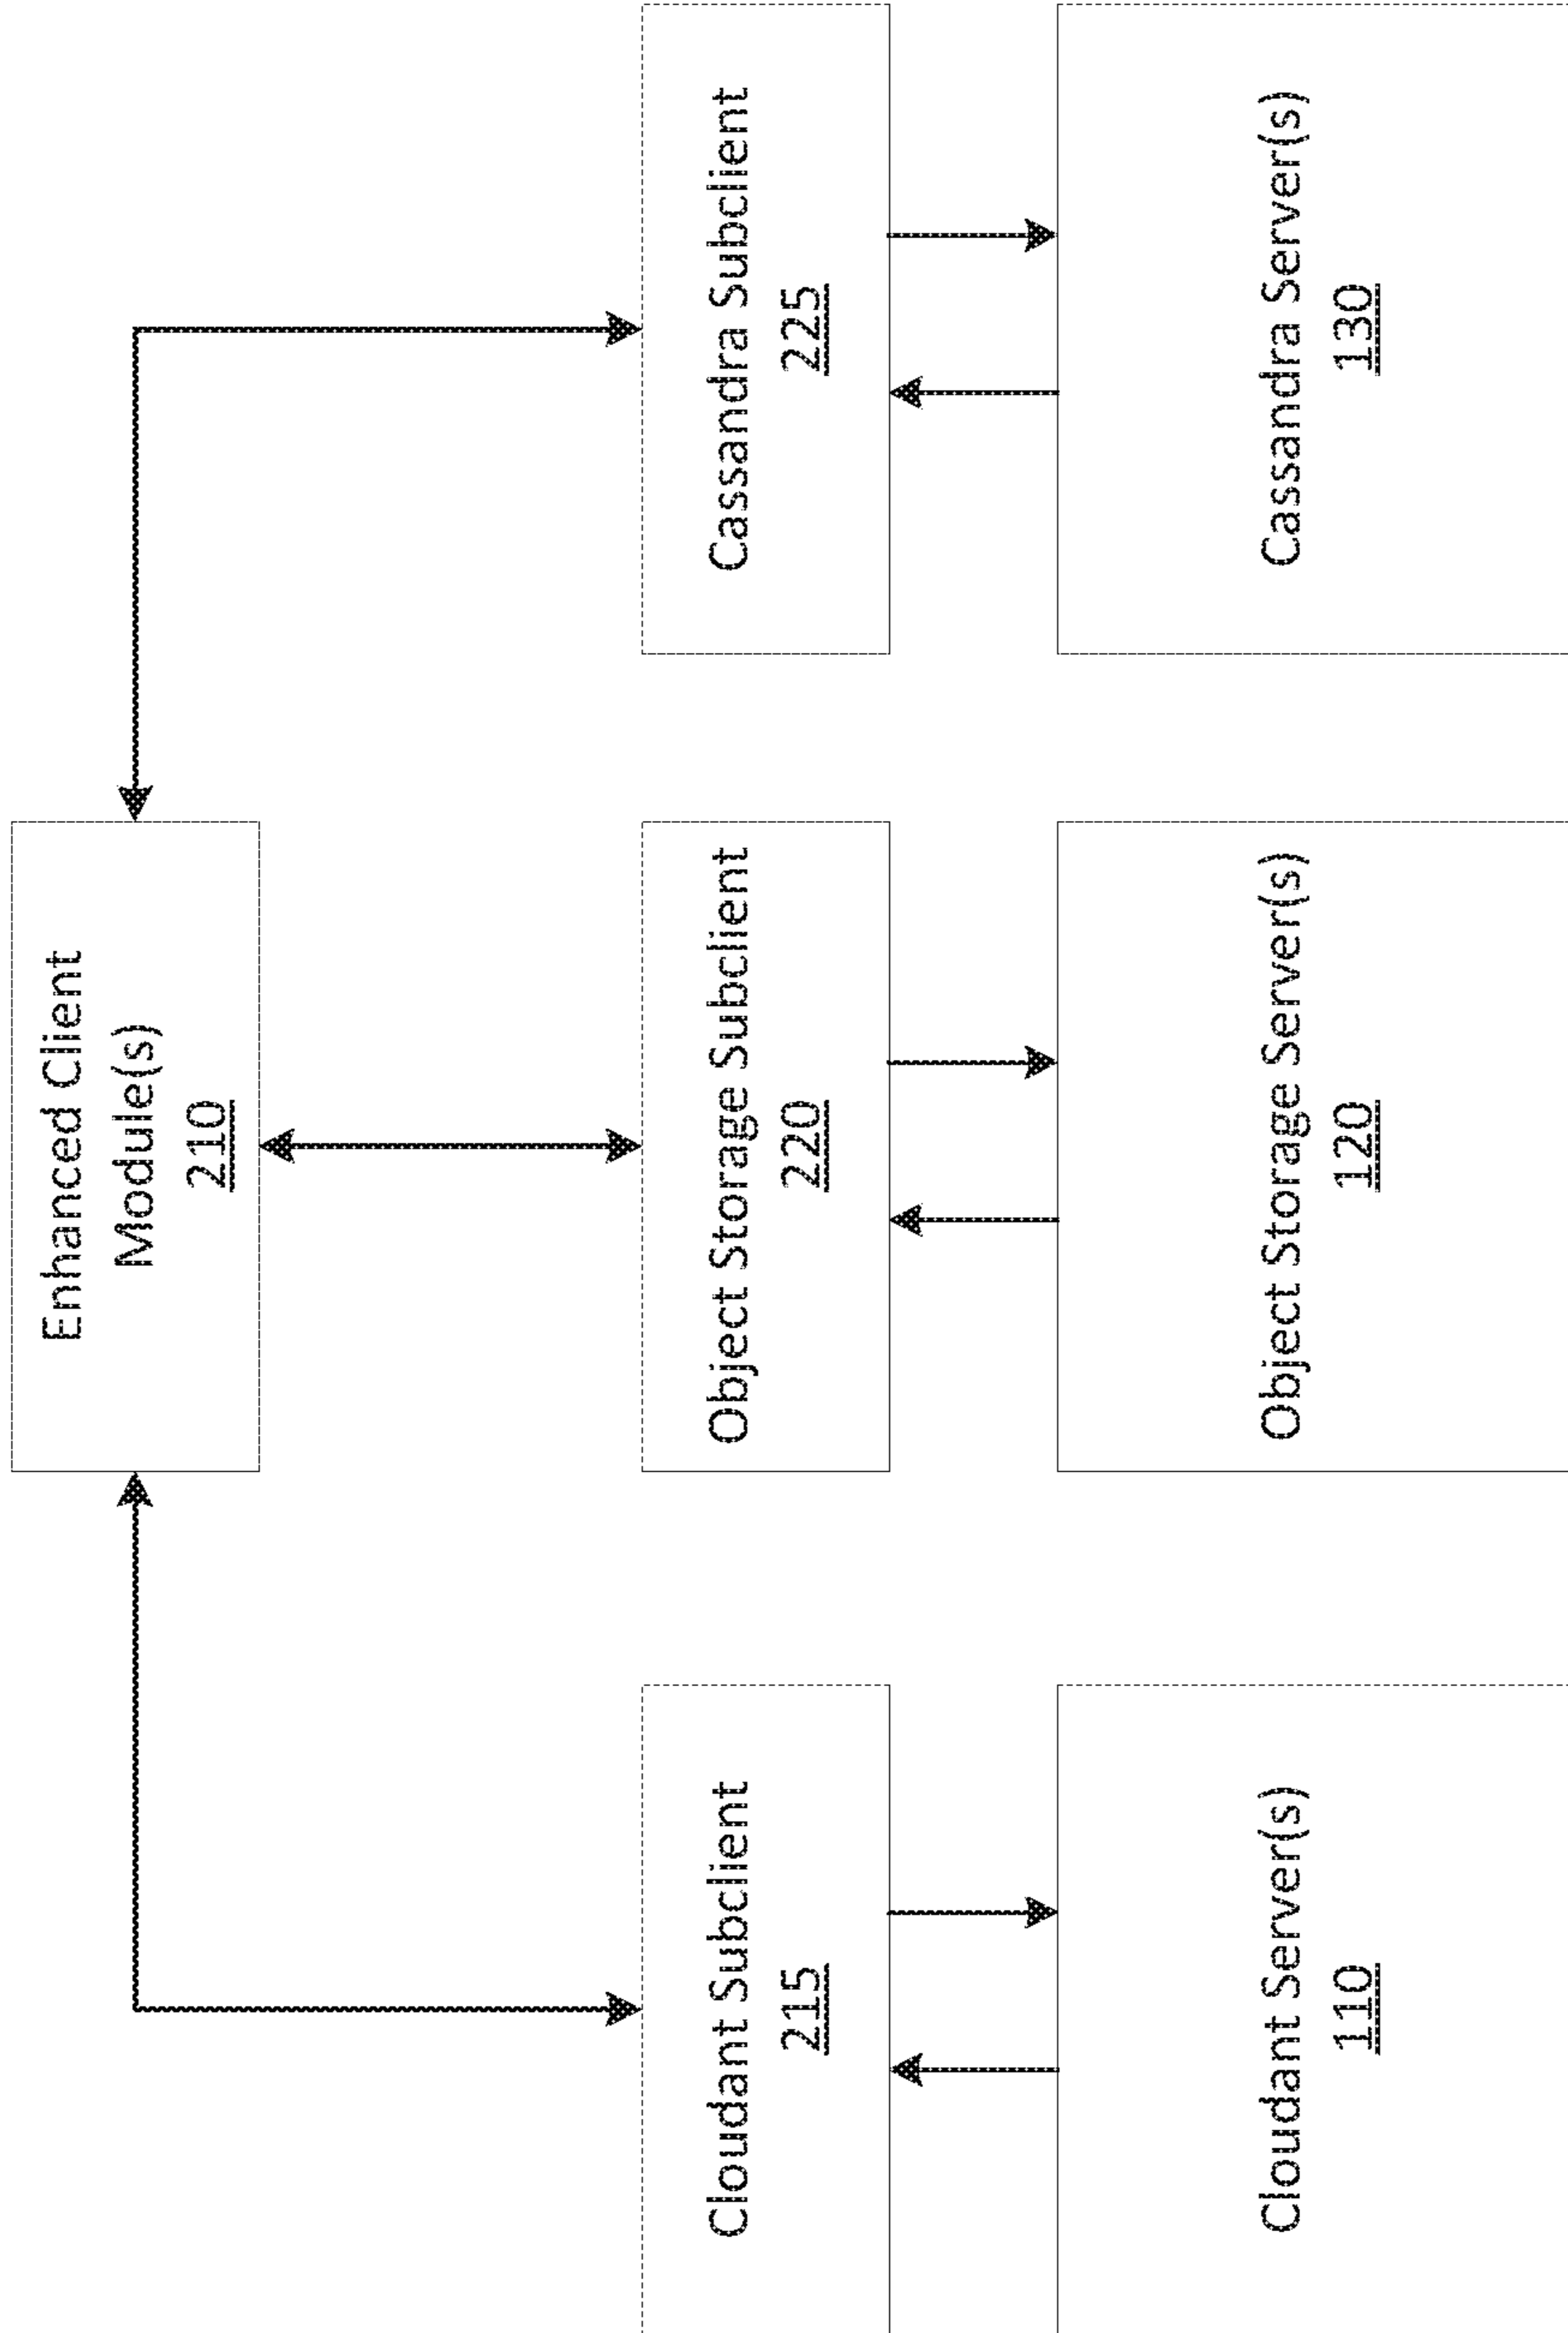 Enhanced Client
Module(s)
210
Cloudant Subclient
215
Object Storage Subclient
220
Cassandra Subclient
225
Cloudant Server(s)
110
Object Storage Server(s)
120
Cassandra Server(s)
130